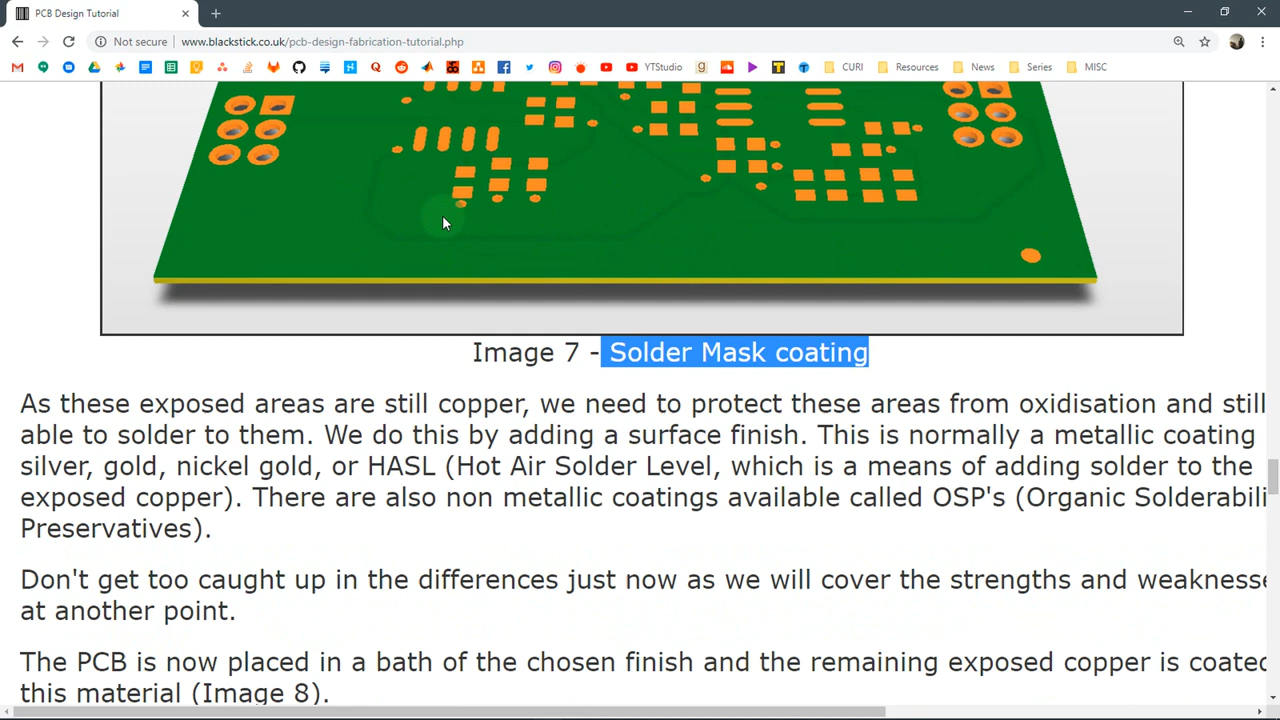 PCB Design Tutorial
Not secure
www.blackstick.co.uk/pcb-design-fabrication-tutorial.php
YTStudio
CURI
Resources
News
Series
MISC
Image 7 - Solder Mask coating
As these exposed areas are still copper, we need to protect these areas from oxidisation and still
able to solder to them. We do this by adding a surface finish. This is normally a metallic coating
silver, gold, nickel gold, or HASL (Hot Air Solder Level, which is a means of adding solder to the
exposed copper). There are also non metallic coatings available called OSP's (Organic Solderabili
Preservatives).
Don't get too caught up in the differences just now as we will cover the strengths and weaknesse
at another point.
The PCB is now placed in a bath of the chosen finish and the remaining exposed copper is coated
this material (Image 8).